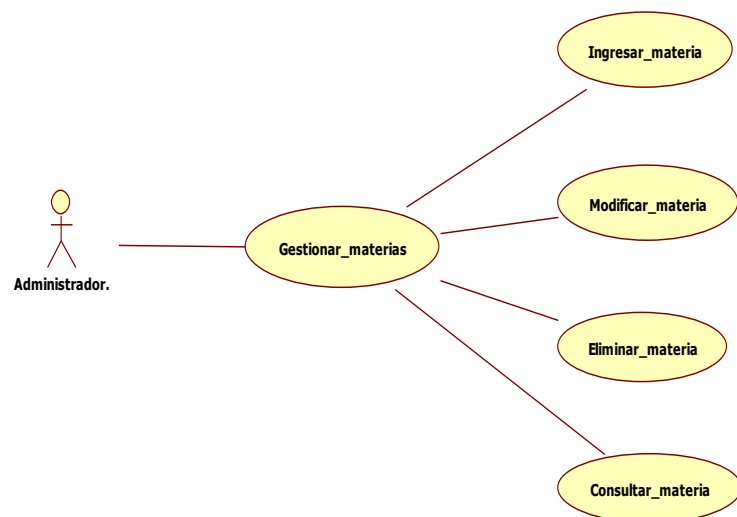 Ingresar_materia
Modificar_materia
Gestionar_materias
Administrador.
Eliminar_materia
Consultar_materia